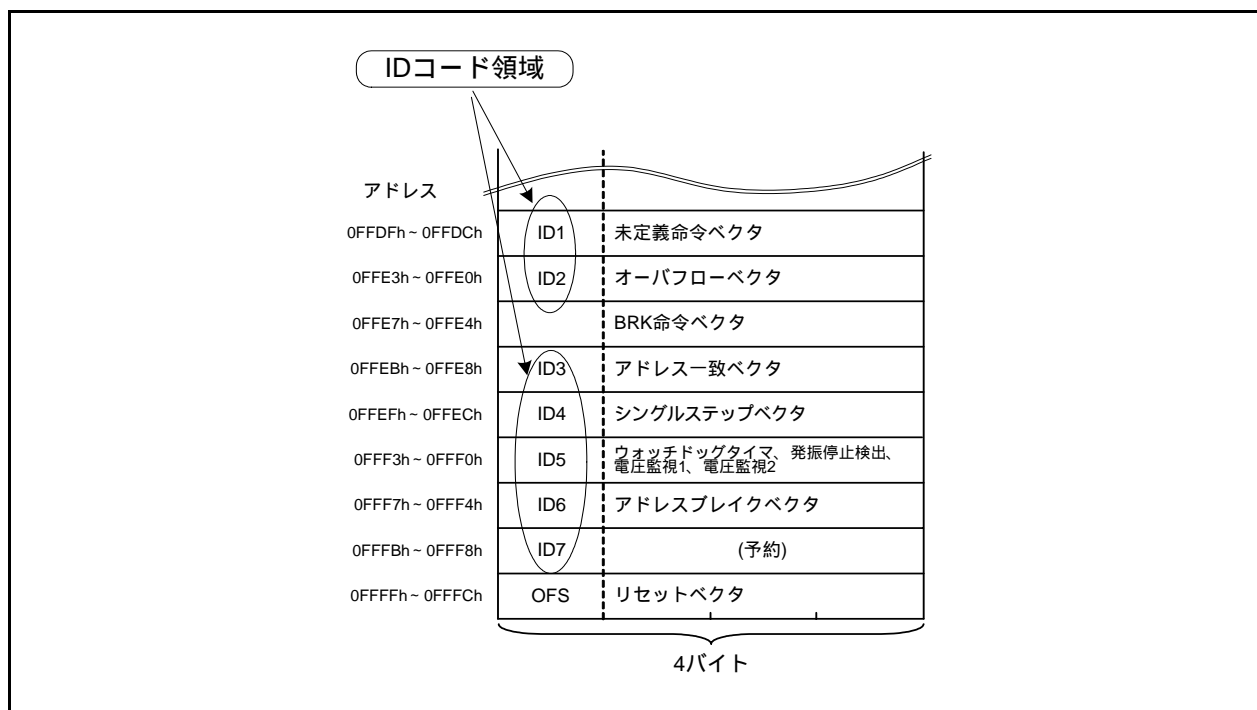 IDコード領域
アドレス
0FFDFh ~ 0FFDCh ID1 未定義命令ベクタ
0FFE3h ~ 0FFE0h ID2 オーバフローベクタ
0FFE7h ~ 0FFE4h BRK命令ベクタ
0FFEBh ~ 0FFE8h ID3 アドレス一致ベクタ
0FFEFh ~ 0FFECh ID4 シングルステップベクタ
0FFF3h ~ 0FFF0h ID5 ウォッチドッグタイマ、発振停止検出、
電圧監視1、電圧監視2
0FFF7h ~ 0FFF4h ID6 アドレスブレイクベクタ
0FFFBh ~ 0FFF8h ID7 (予約)
0FFFFh ~ 0FFFCh OFS リセットベクタ
4バイト